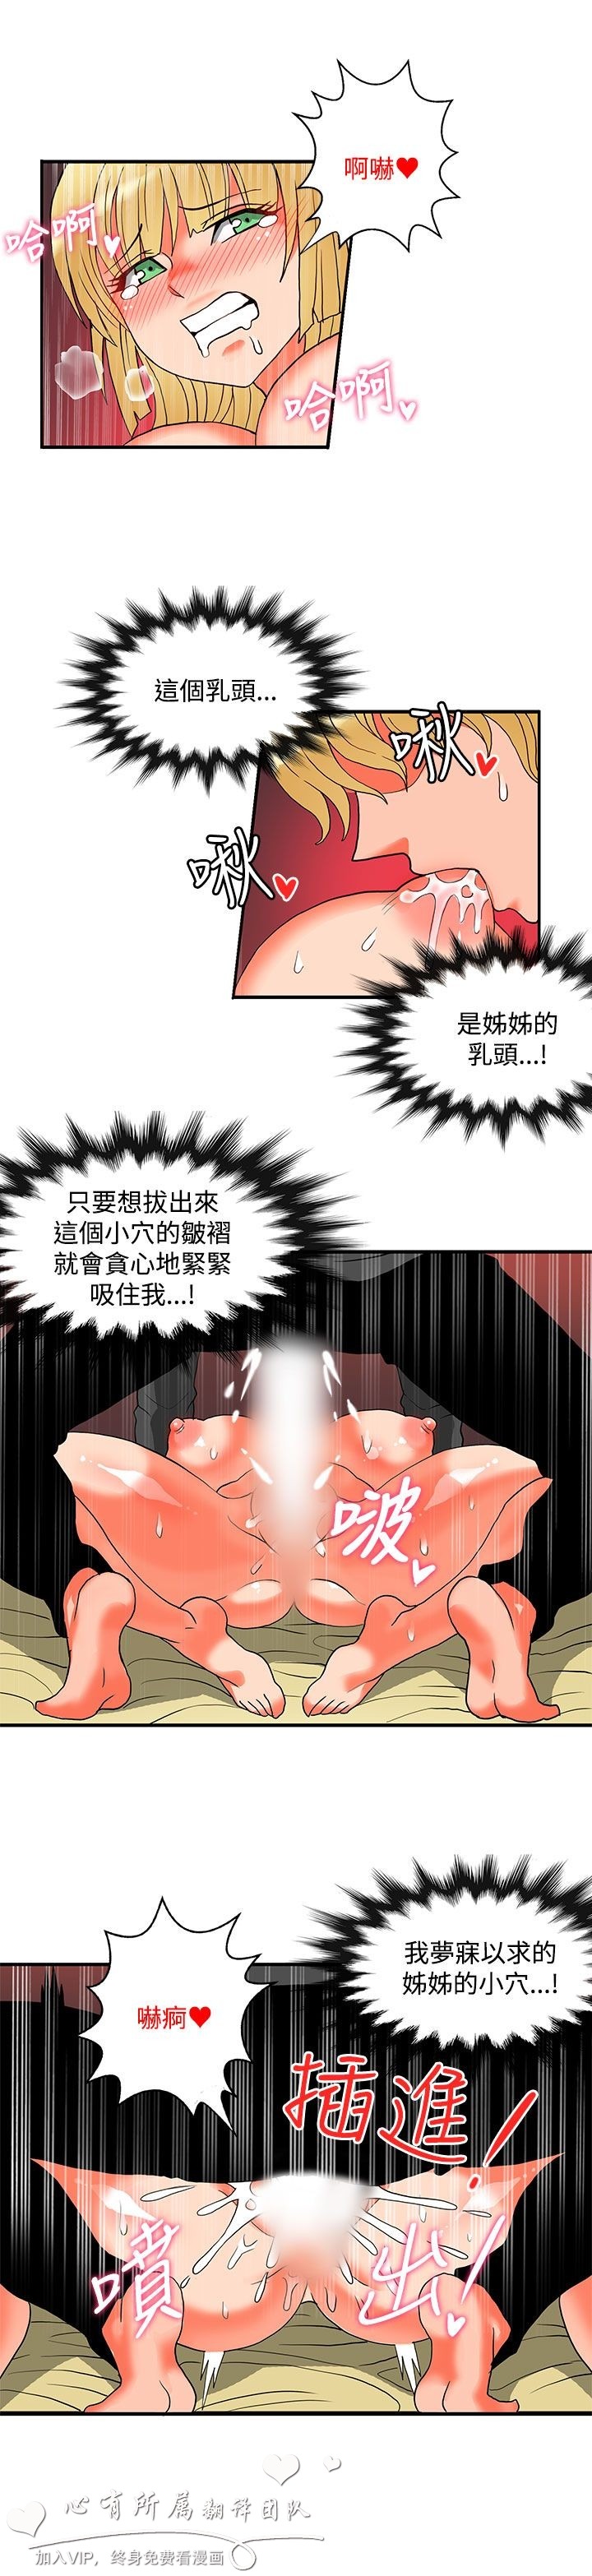 啊嚇♥
哈啊♥
哈啊♥
這個乳頭...
啾♥
啾♥
是姊姊的
乳頭...!
只要想拔出來
這個小穴的皺褶
就會貪心地緊緊
吸住我...!
啵♥
我夢寐以求的
姊姊的小穴...!
嚇痾♥
插進!
噴出!♥
心有所属翻译团队
加入VIP，终身免费看漫画